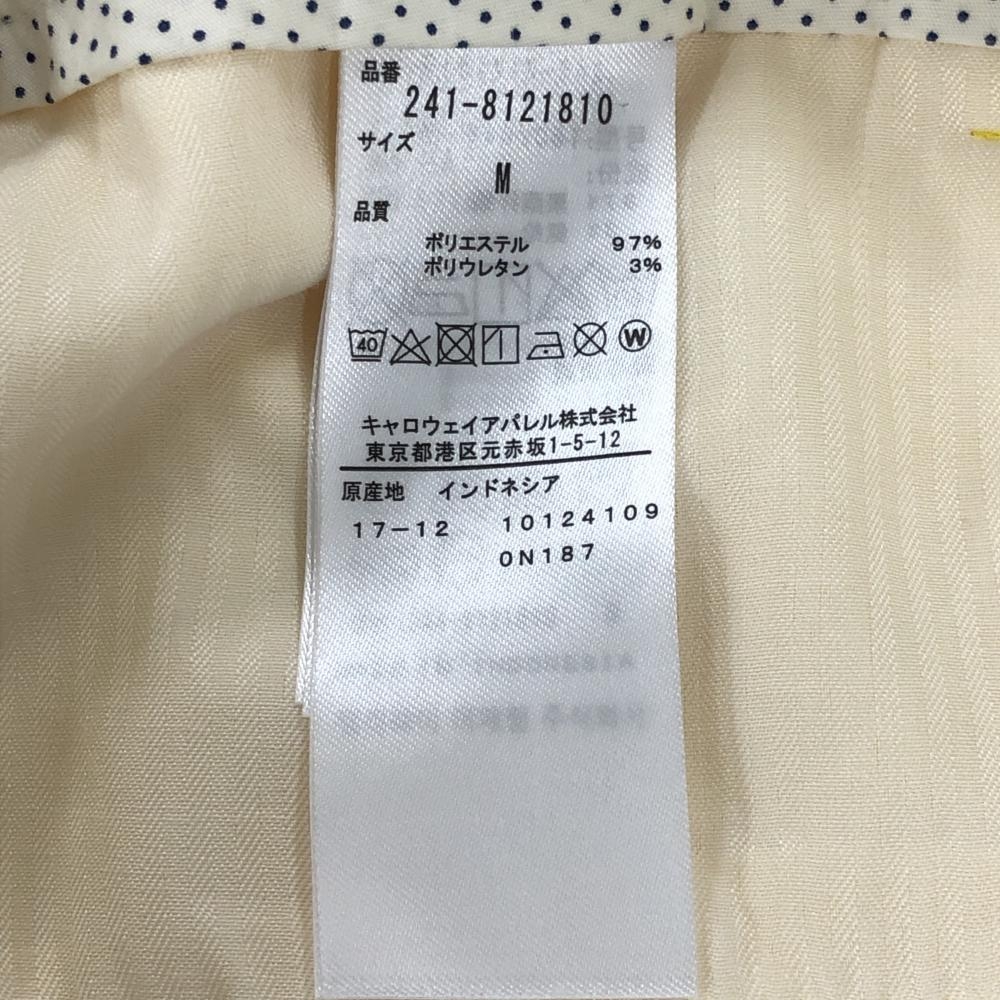 品番
241-8121810
サイズ
M
品質
ポリエステル 97%
ポリウレタン 3%
40
W
キャロウェイアパレル株式会社
東京都港区元赤坂1-5-12
原産地 インドネシア
17-12 10124109
0N187